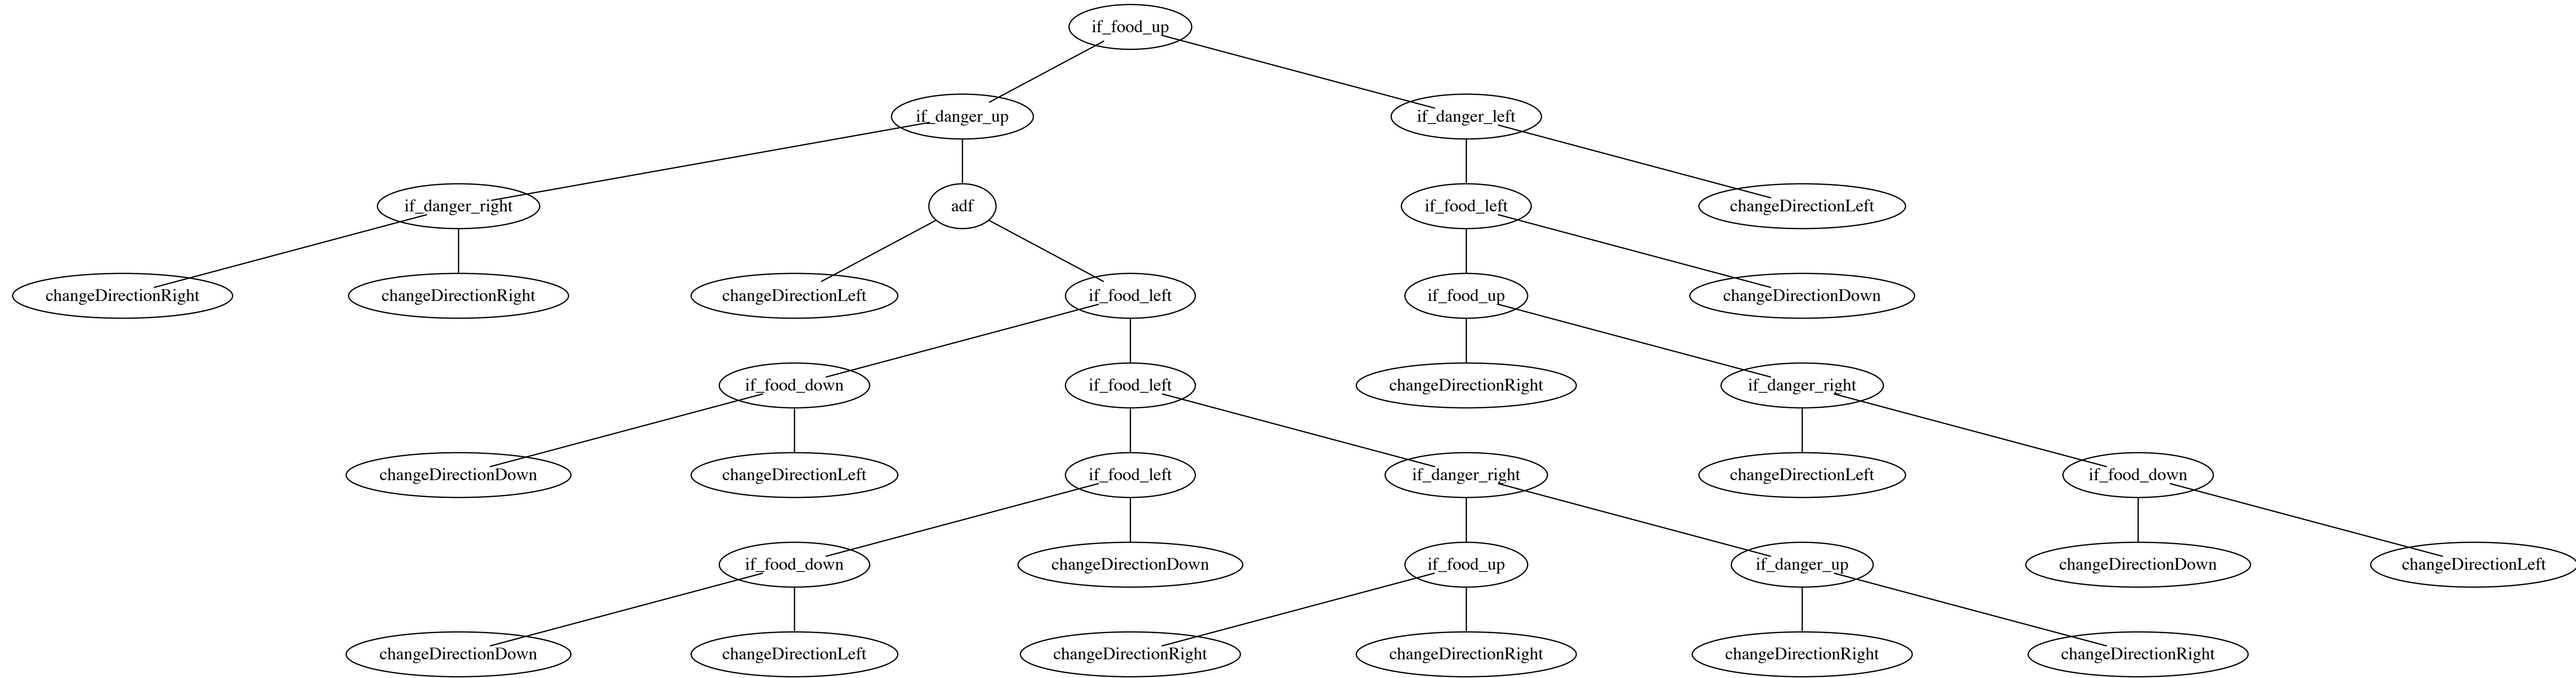 if_food_up
if_danger_up
if_danger_left
if_danger_right
adf
if_food_left
changeDirectionLeft
changeDirectionRight
changeDirectionRight
changeDirectionLeft
if_food_left
if_food_up
changeDirectionDown
if_food_down
if_food_left
changeDirectionRight
if_danger_right
changeDirectionDown
changeDirectionLeft
if_food_left
if_danger_right
changeDirectionLeft
if_food_down
if_food_down
changeDirectionDown
if_food_up
if_danger_up
changeDirectionDown
changeDirectionLeft
changeDirectionDown
changeDirectionLeft
changeDirectionRight
changeDirectionRight
changeDirectionRight
changeDirectionRight